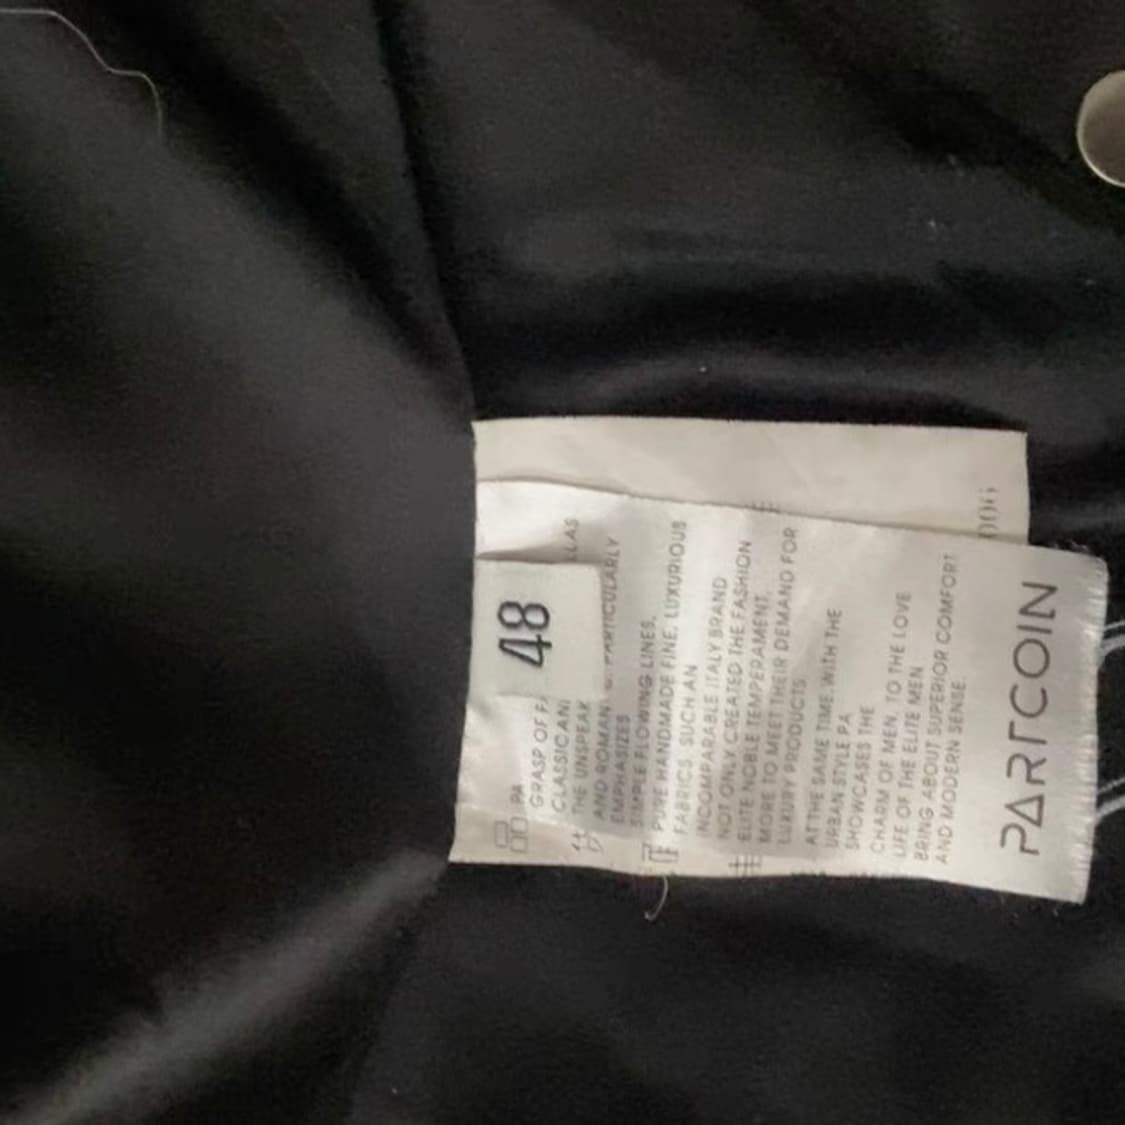 48
PA
GRASP OF
CLASSIC
THE UNSPEAK
LAS
AND ROMAN PARTICULARLY
EMPHASIZES
SIMPLE FLOWING LINES.
PURE HANDMADE FINE, LUXURIOUS
FABRICS, SUCH AN
INCOMPARABLE ITALY BRAND
NOT ONLY CREATED THE FASHION
ELITE NOBLE TEMPERAMENT,
MORE TO MEET THEIR DEMAND FOR
LUXURY PRODUCTS.
AT THE SAME TIME, WITH THE
URBAN STYLE PA
SHOWCASES THE
CHARM OF MEN, TO THE LOVE
LIFE OF THE ELITE MEN
BRING ABOUT SUPERIOR COMFORT
AND MODERN SENSE.
PARTCOIN